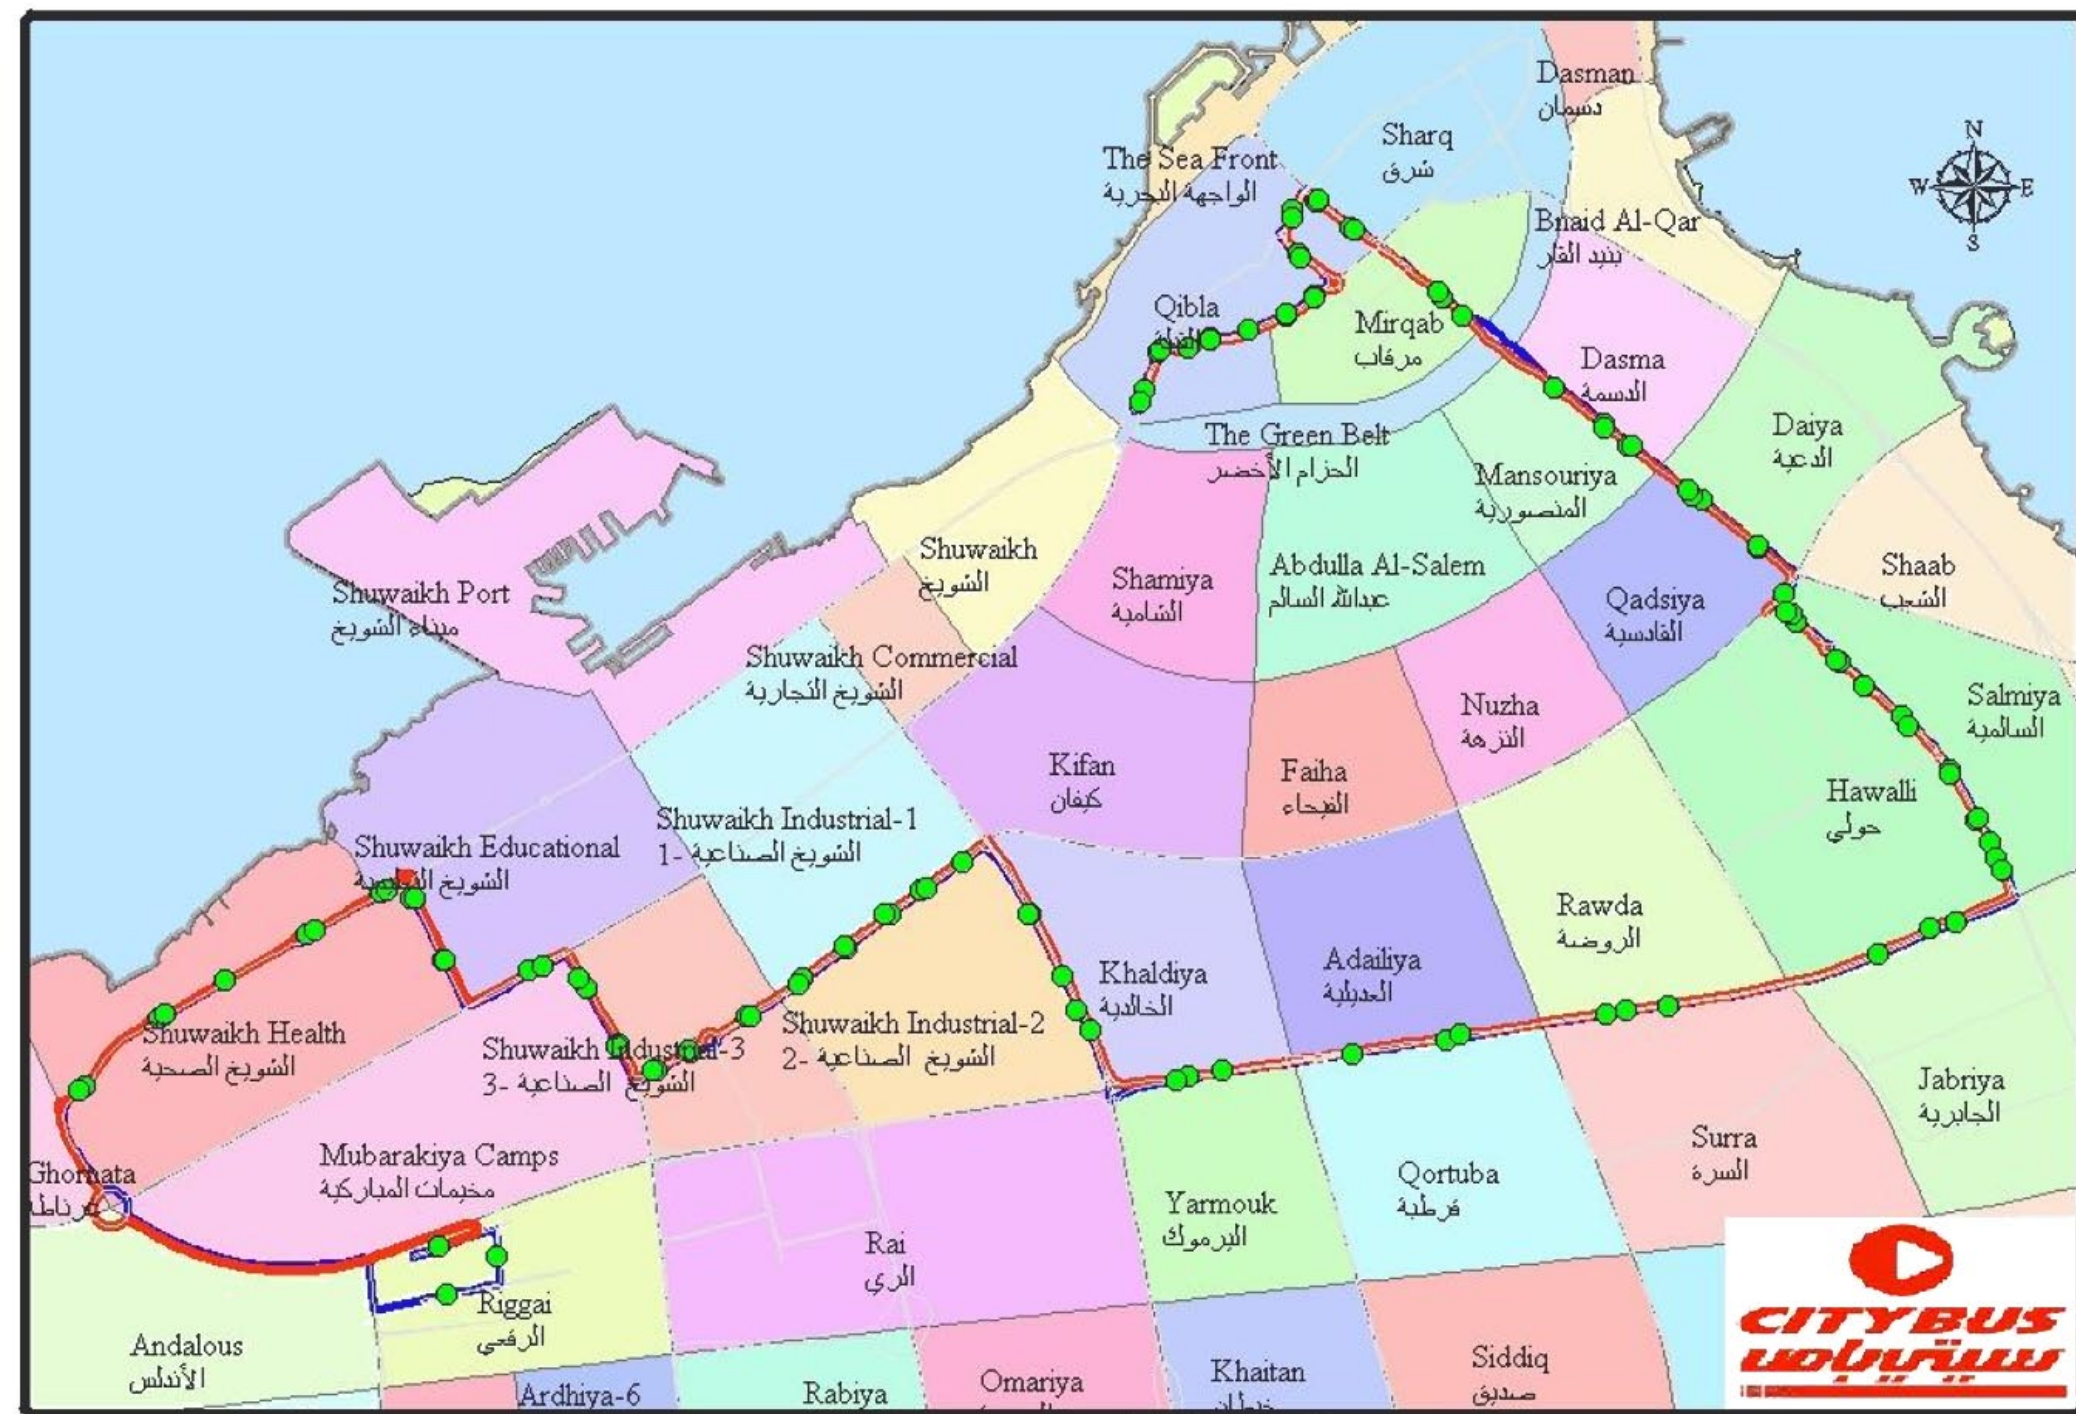 Dasman
دسمان
Sharq
شرق
N
W
E
S
The Sea Front
الواجهة البحرية
Bnaid Al-Qar
بنيد القار
Qibla
القبلة
Mirqab
مرقاب
Dasma
الدسمة
Daiya
الدعية
The Green Belt
الحزام الأخضر
Mansouriya
المنصورية
Shuwaikh
الشويخ
Shamiya
الشامية
Abdulla Al-Salem
عبدالله السالم
Shaab
الشعب
Qadsiya
القادسية
Shuwaikh Port
ميناء الشويخ
Shuwaikh Commercial
الشويخ التجارية
Salmiya
السالمية
Nuzha
النزهة
Kifan
كيفان
Faiha
الفيحاء
Hawalli
حولي
Shuwaikh Industrial-1
الشويخ الصناعية -1
Shuwaikh Educational
الشويخ التعليمية
Rawda
الروضة
Khaldiya
الخالدية
Adailiya
العديلية
Shuwaikh Health
الشويخ الصحية
Shuwaikh Industrial-2
الشويخ الصناعية -2
Shuwaikh Industrial-3
الشويخ الصناعية -3
Jabriya
الجابرية
Surra
السرة
Mubarakiya Camps
مخيمات المباركية
Ghornata
غرناطة
Qortuba
قرطبة
Yarmouk
اليرموك
Rai
الري
Riggai
الرقعي
Andalous
الأندلس
Siddiq
صديق
Khaitan
خيطان
Omariya
Rabiya
Ardhiya-6
CITYBUS
سيتي باص